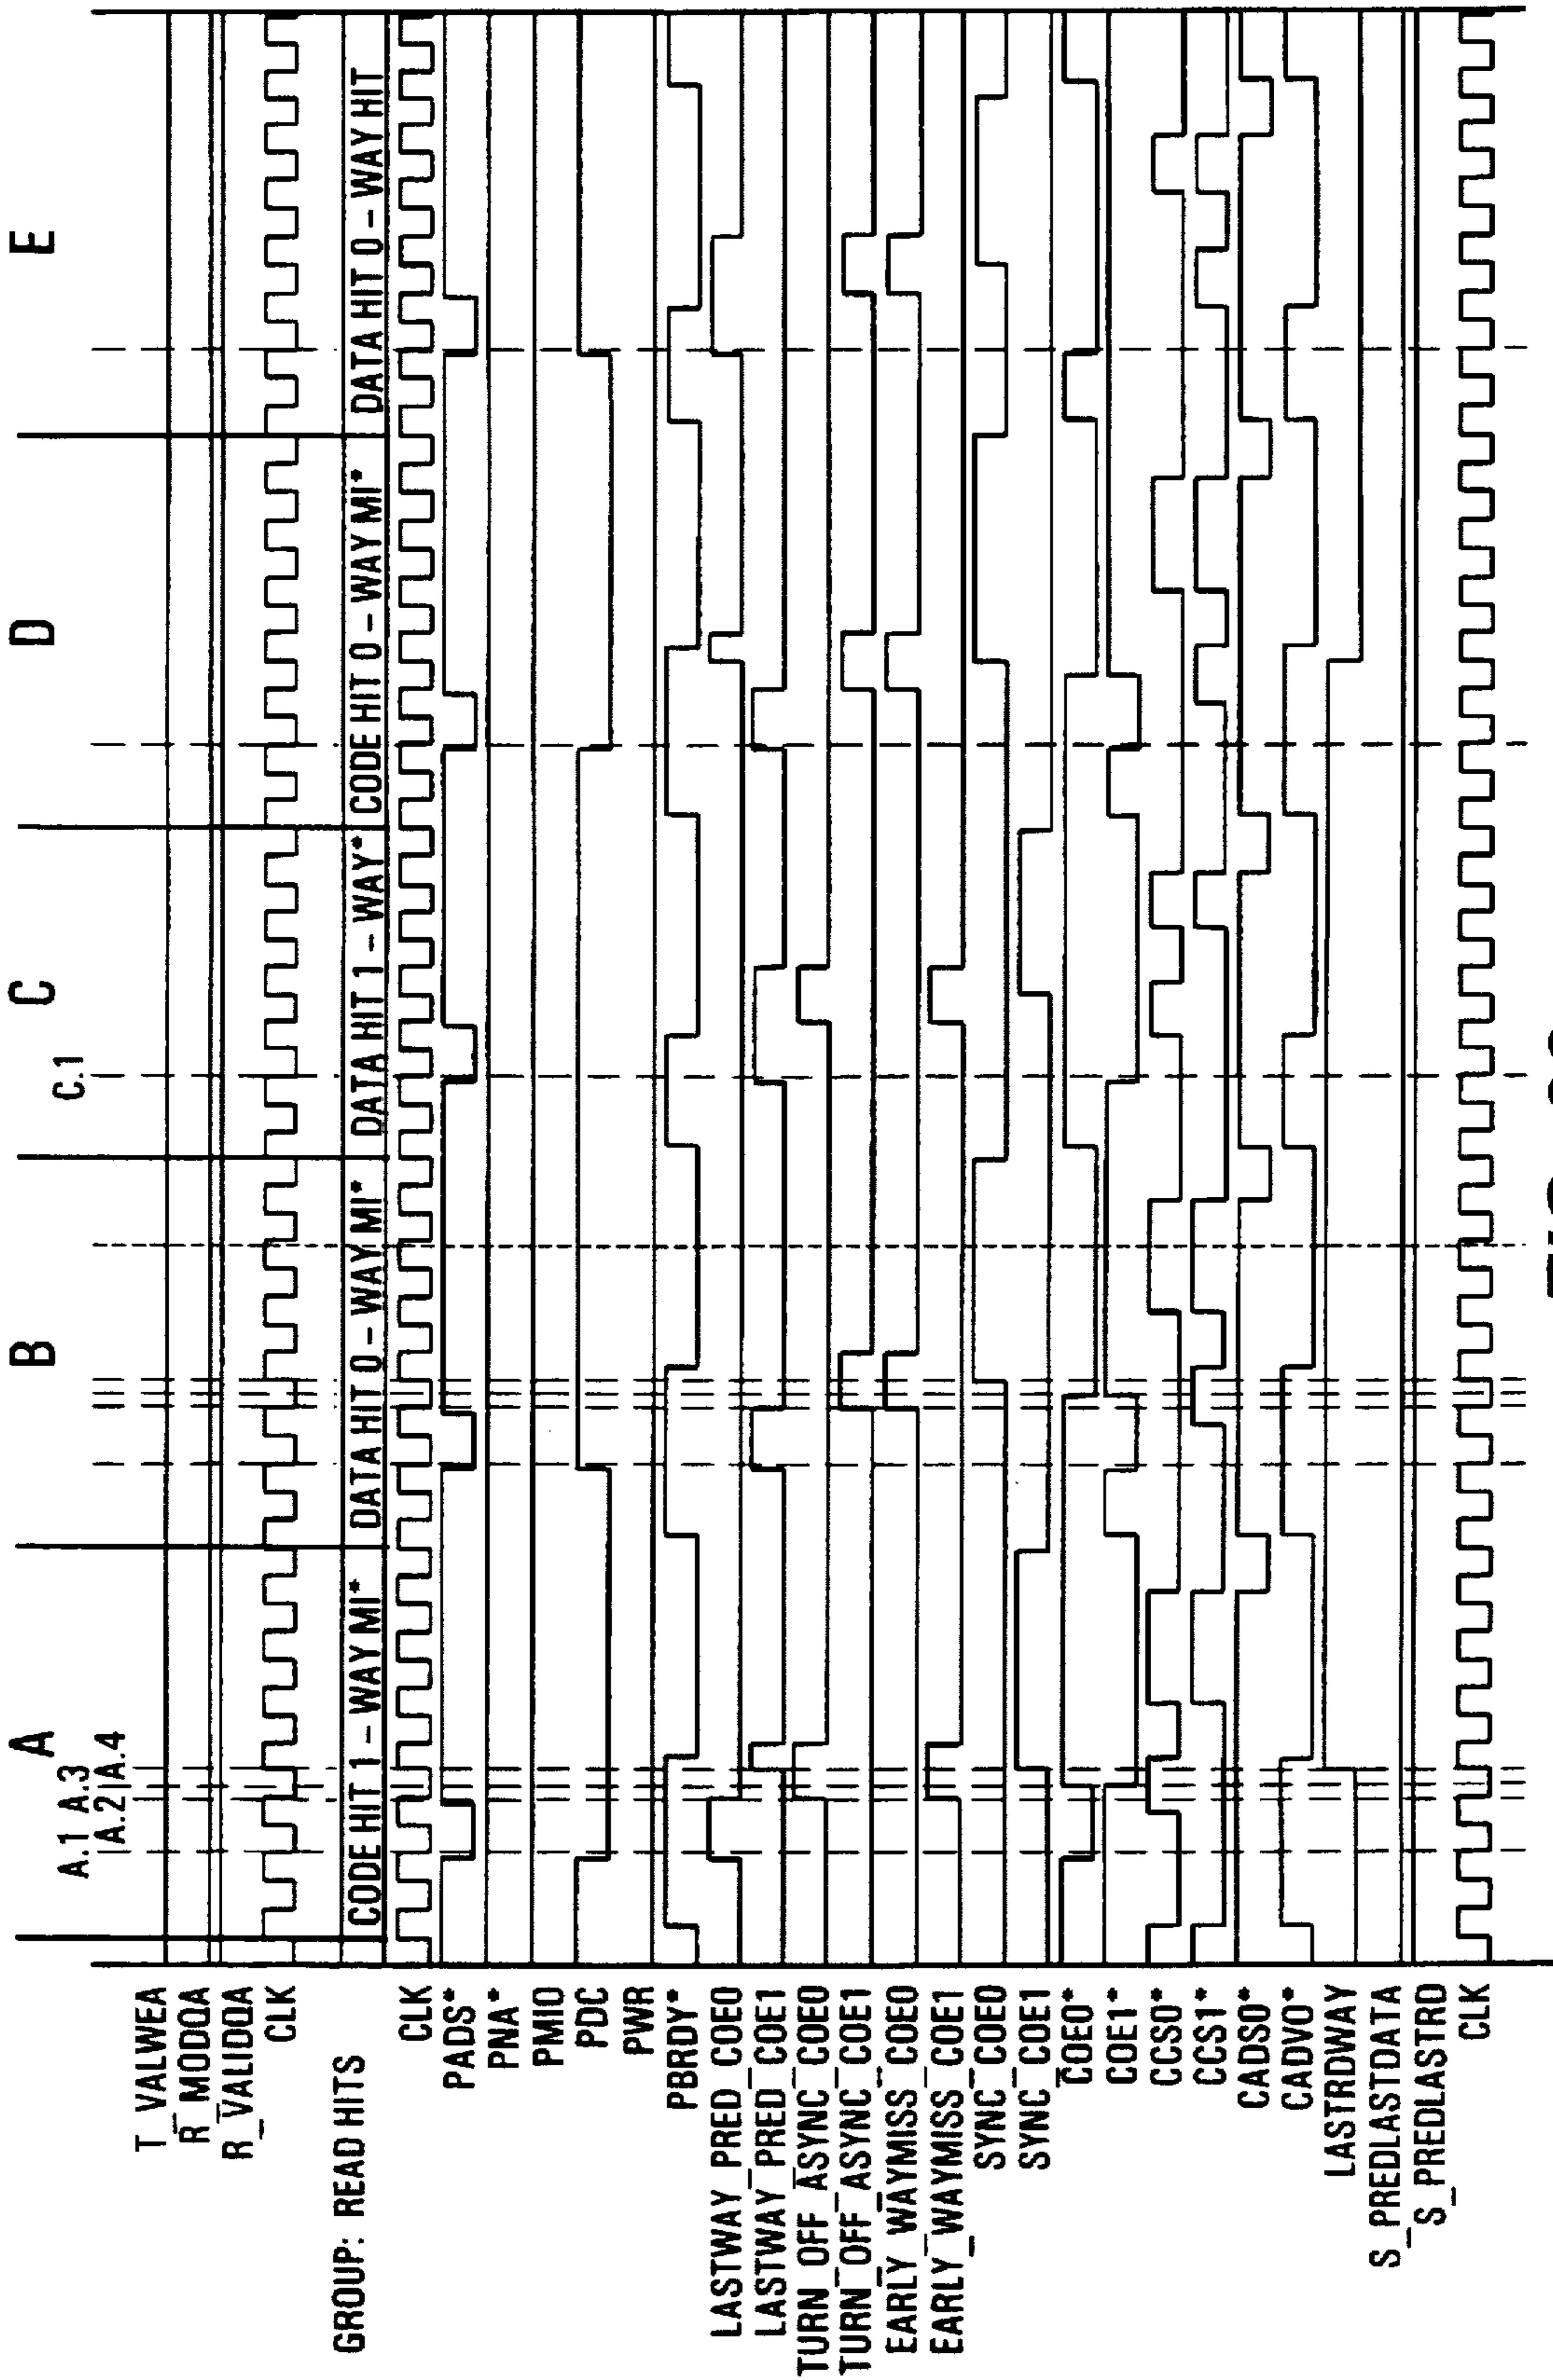 A
B
C
D
E
A.1 A.3
A.2 A.4
C.1
T_VALWEA
R_MODQA
R_VALIDQA
CLK
GROUP: READ HITS
CODE HIT 1 - WAY MI*
DATA HIT 0 - WAY MI*
DATA HIT 1 - WAY*
CODE HIT 0 - WAY MI*
DATA HIT 0 - WAY HIT
CLK
PADS*
PNA*
PMIO
PDC
PWR
PBRDY*
LASTWAY_PRED_COE0
LASTWAY_PRED_COE1
TURN_OFF_ASYNC_COE0
TURN_OFF_ASYNC_COE1
EARLY_WAYMISS_COE0
EARLY_WAYMISS_COE1
SYNC_COE0
SYNC_COE1
COE0*
COE1*
CCS0*
CCS1*
CADS0*
CADV0*
LASTRDWAY
S_PREDLASTDATA
S_PREDLASTRD
CLK